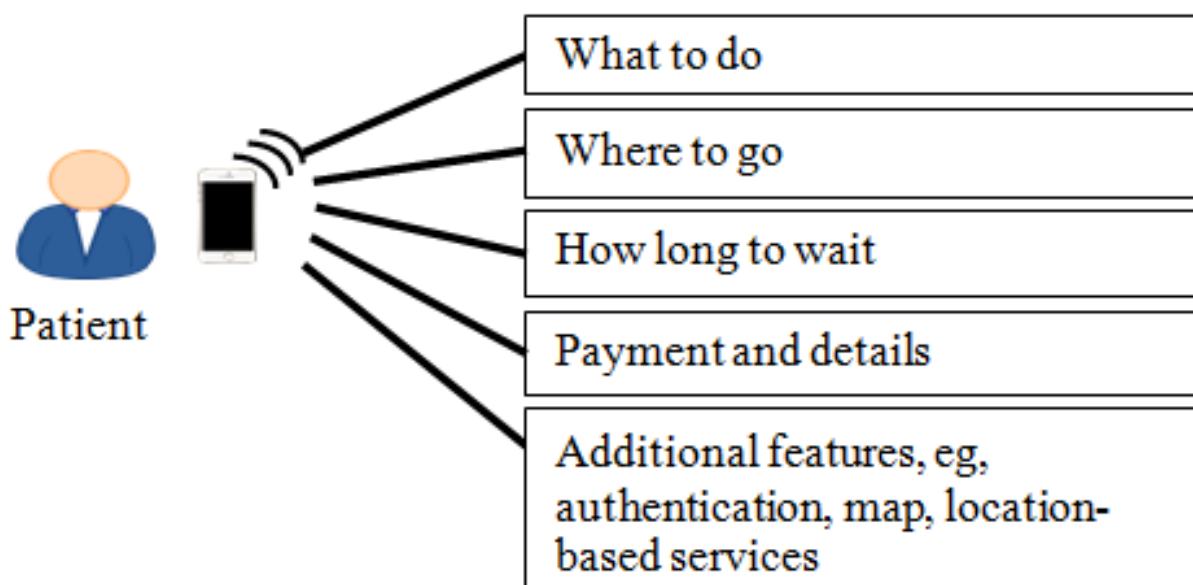 What to do
Where to go
How long to wait
Patient
Payment and details
Additional features, eg,
authentication, map, location-
based services